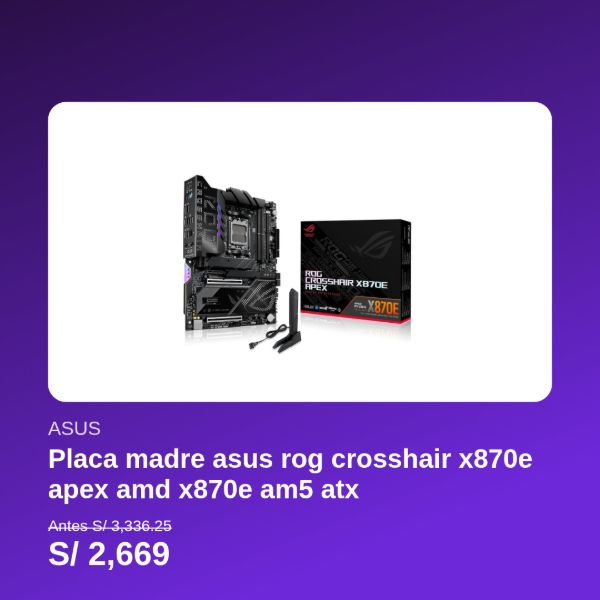 ROG
CROSSHAIR X870E
APEX
X870E
ASUS
Placa madre asus rog crosshair x870e
apex amd x870e am5 atx
Antes S/ 3,336.25
S/ 2,669